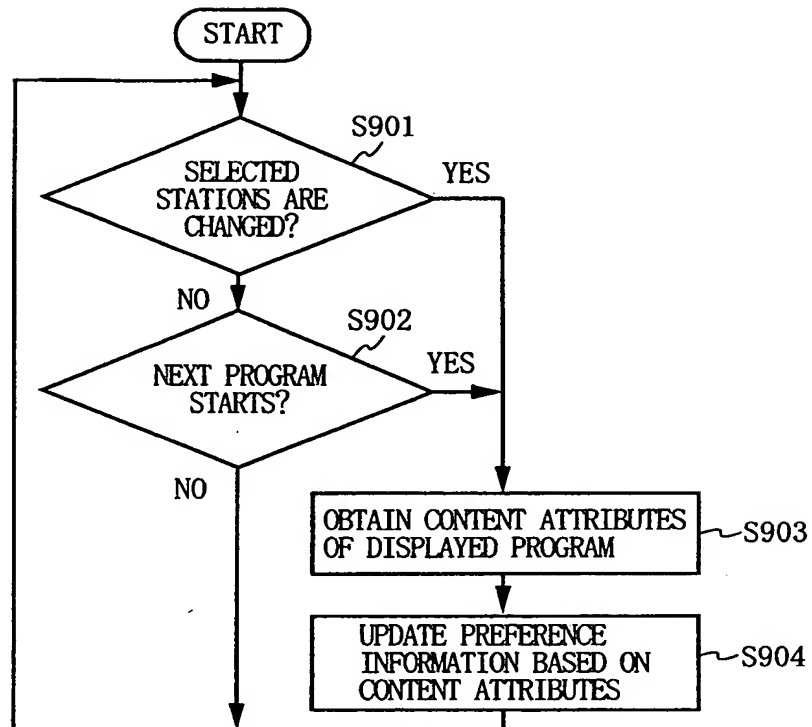 START
S901
SELECTED
STATIONS ARE
CHANGED?
YES
NO
S902
NEXT PROGRAM
STARTS?
YES
NO
OBTAIN CONTENT ATTRIBUTES
OF DISPLAYED PROGRAM
S903
UPDATE PREFERENCE
INFORMATION BASED ON
CONTENT ATTRIBUTES
S904